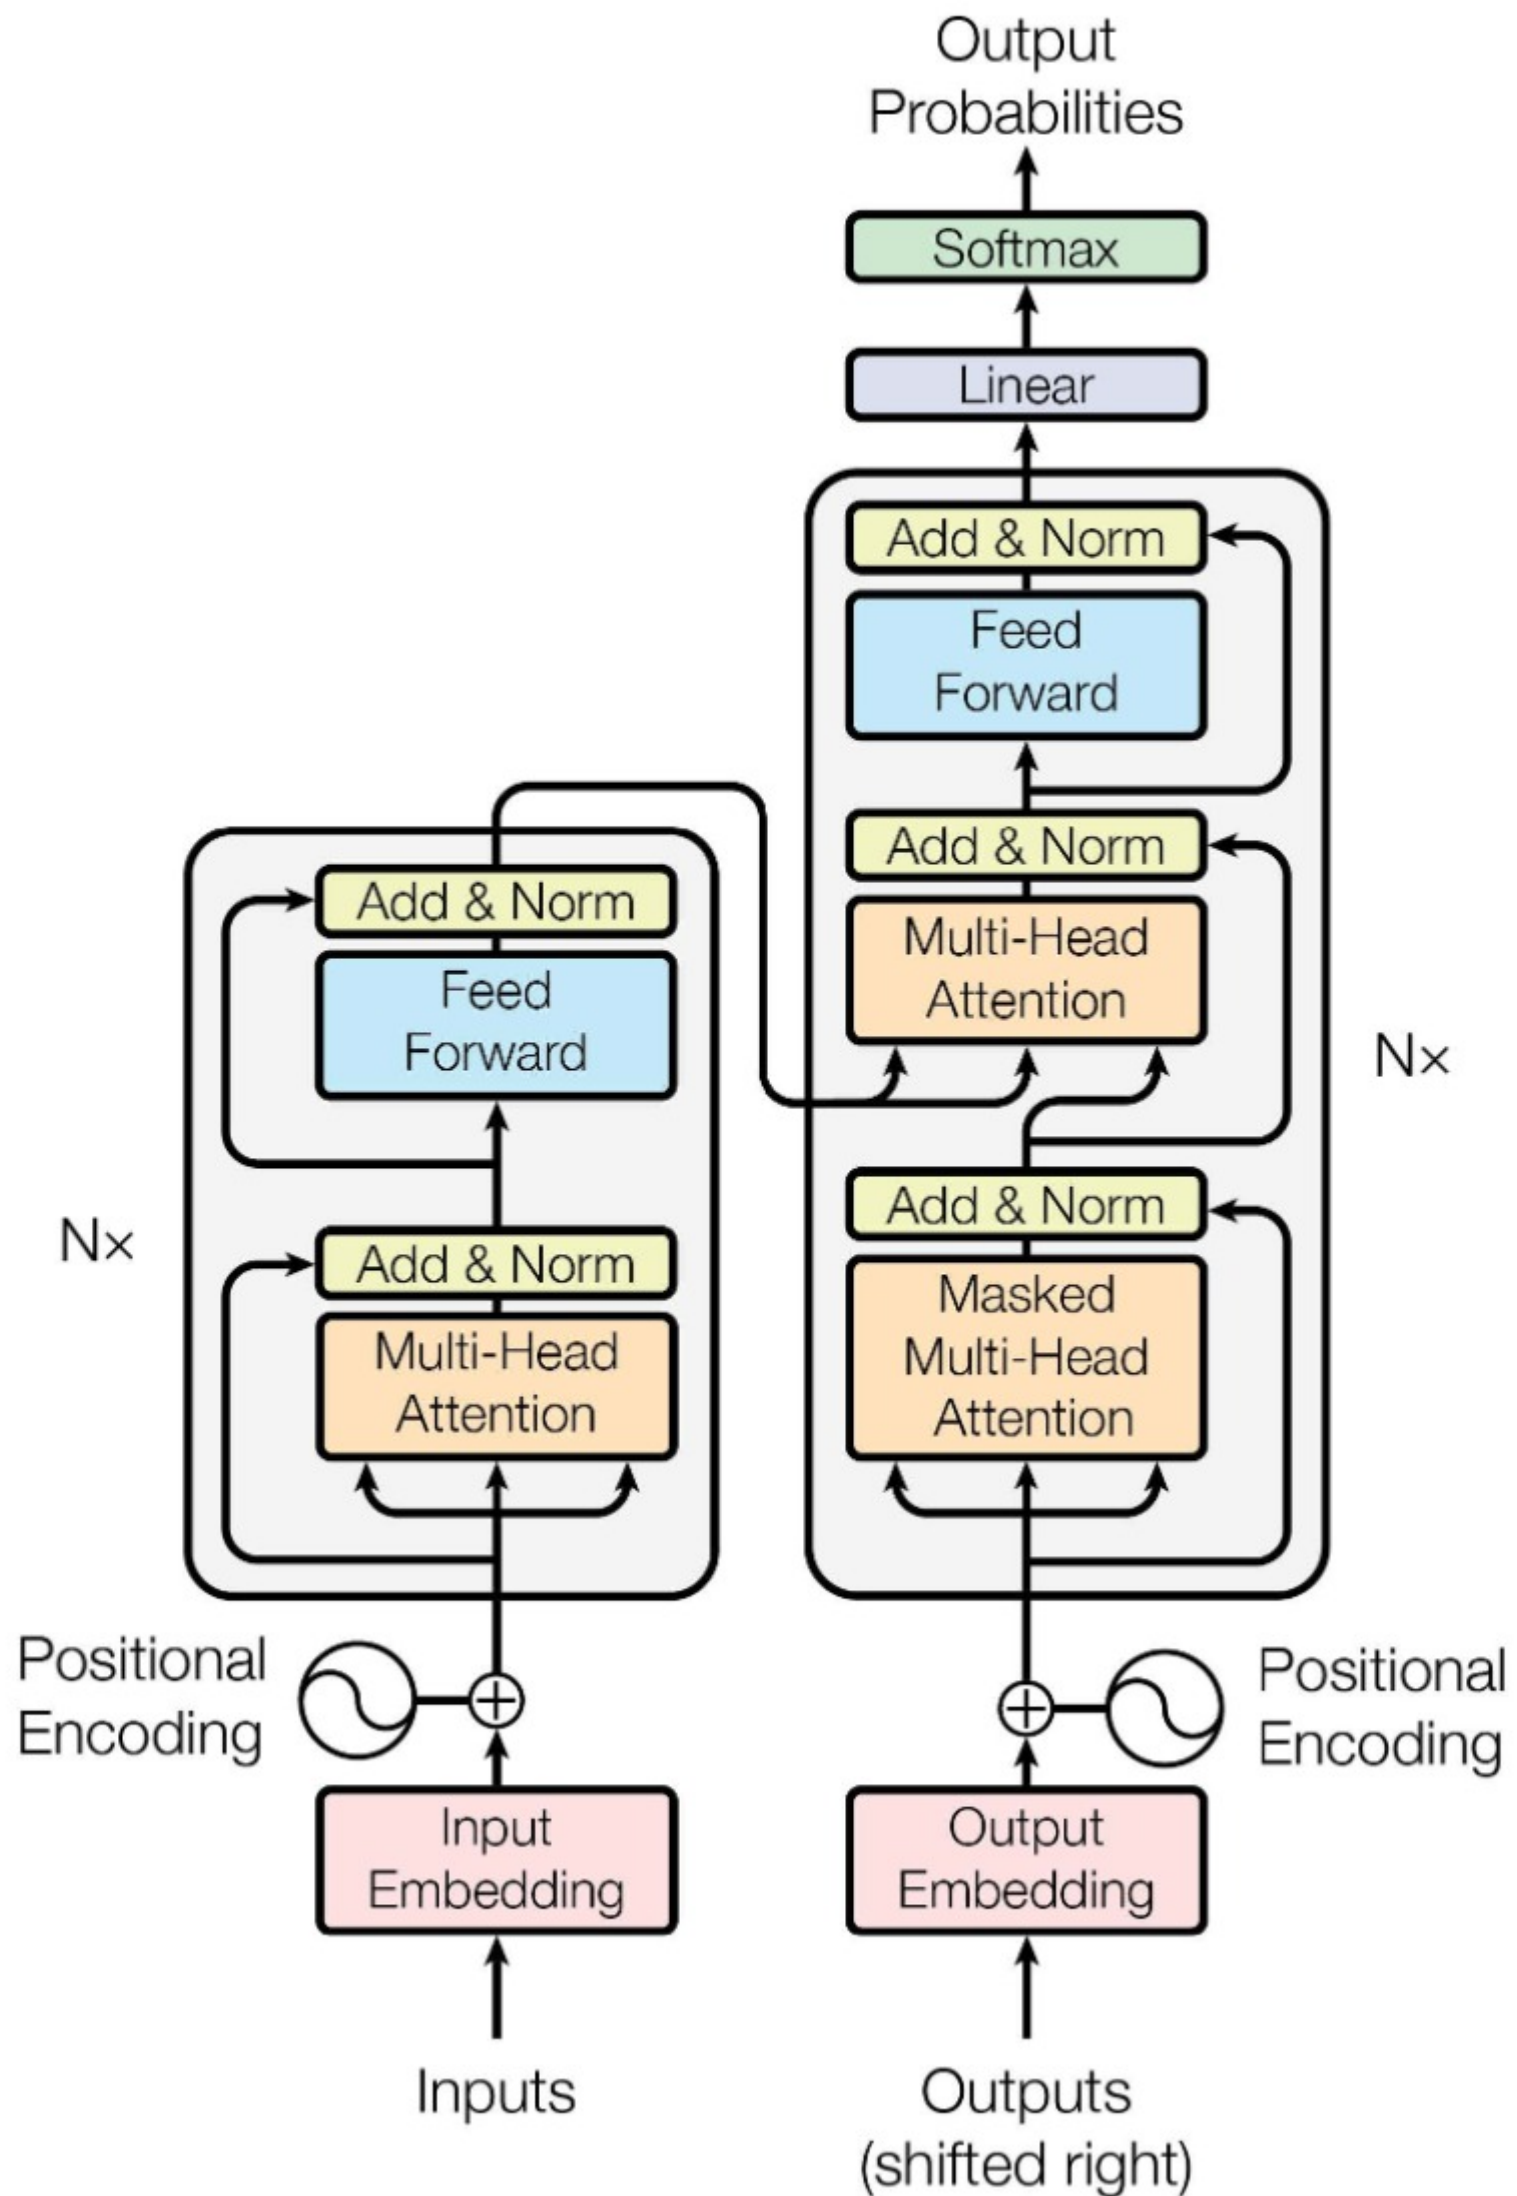 Output
Probabilities
Softmax
Linear
Add & Norm
Feed
Forward
Add & Norm
Multi-Head
Attention
Add & Norm
Masked
Multi-Head
Attention
N×
Add & Norm
Feed
Forward
Add & Norm
Multi-Head
Attention
N×
Positional
Encoding
Positional
Encoding
Input
Embedding
Output
Embedding
Inputs
Outputs
(shifted right)